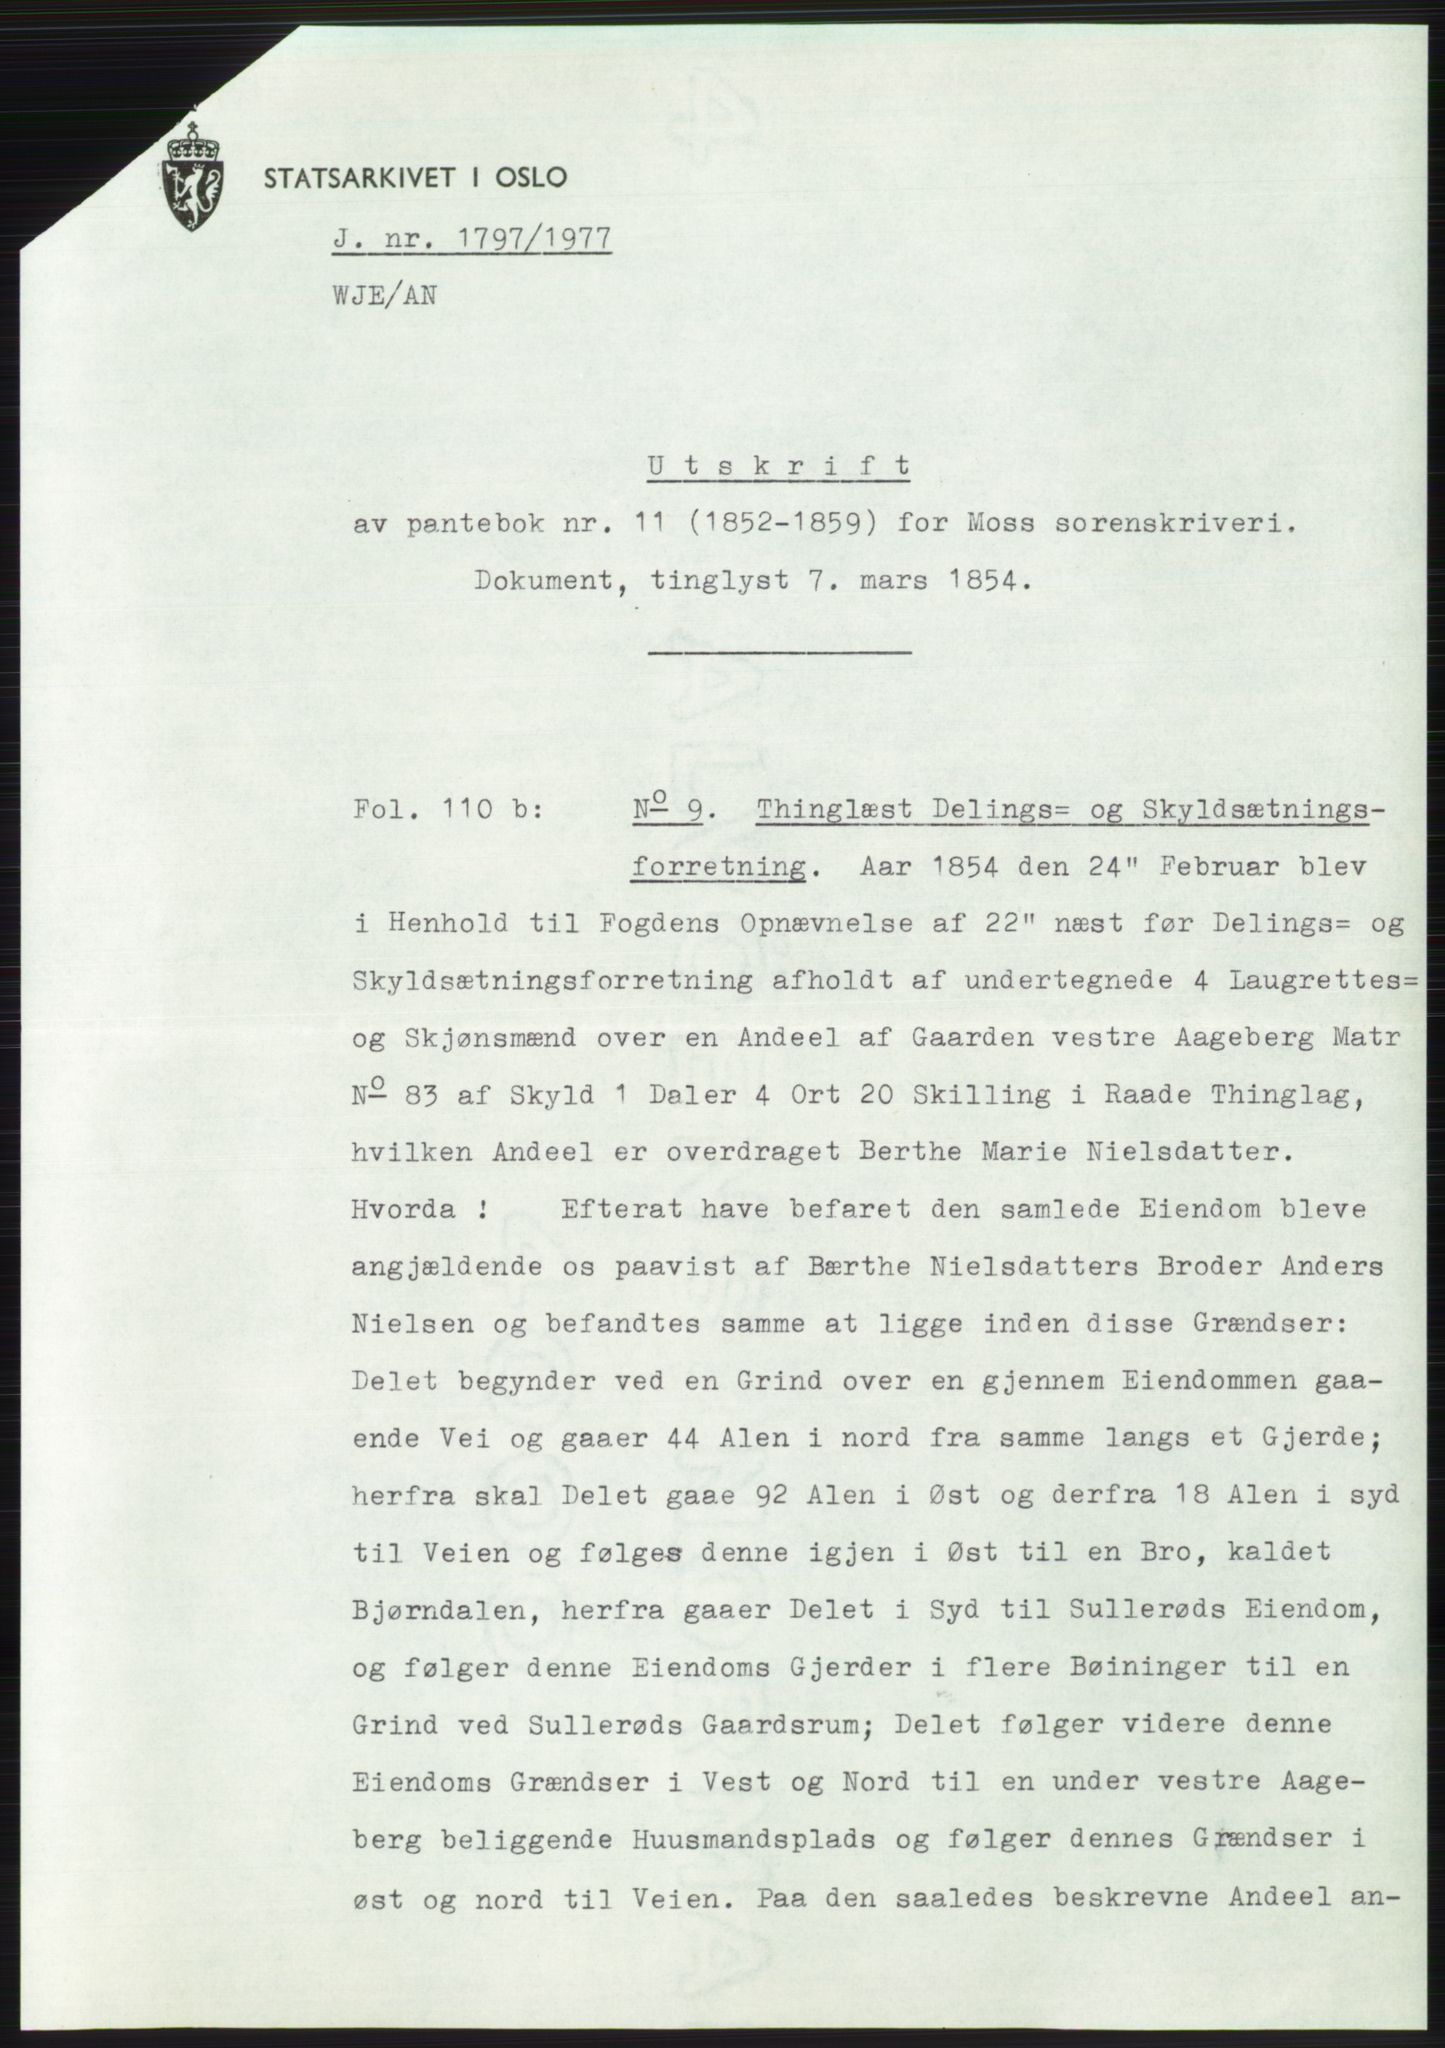 STATSARKIVET I OSLO
J. nr. 1797/1977
WJE/AN
Utskrift
av pantebok nr. 11 (1852-1859) for Moss sorenskriveri.
Dokument, tinglyst 7. mars 1854.
Fol. 110 b: Nº 9. Thinglæst Delings= og Skyldsætnings-
forretning. Aar 1854 den 24" Februar blev
i Henhold til Fogdens Opnævnelse af 22" næst før Delings= og
Skyldsætningsforretning afholdt af undertegnede 4 Laugrettes=
og Skjønsmænd over en Andeel af Gaarden vestre Aageberg Matr
Nº 83 af Skyld 1 Daler 4 Ort 20 Skilling i Raade Thinglag,
hvilken Andeel er overdraget Berthe Marie Nielsdatter.
Hvorda ! Efterat have befaret den samlede Eiendom bleve
angjældende os paavist af Bærthe Nielsdatters Broder Anders
Nielsen og befandtes samme at ligge inden disse Grændser:
Delet begynder ved en Grind over en gjennem Eiendommen gaa-
ende Vei og gaaer 44 Alen i nord fra samme langs et Gjerde;
herfra skal Delet gaae 92 Alen i Øst og derfra 18 Alen i syd
til Veien og følges denne igjen i Øst til en Bro, kaldet
Bjørndalen, herfra gaaer Delet i Syd til Sullerøds Eiendom,
og følger denne Eiendoms Gjerder i flere Bøininger til en
Grind ved Sullerøds Gaardsrum; Delet følger videre denne
Eiendoms Grændser i Vest og Nord til en under vestre Aage-
berg beliggende Huusmandsplads og følger dennes Grændser i
øst og nord til Veien. Paa den saaledes beskrevne Andeel an-